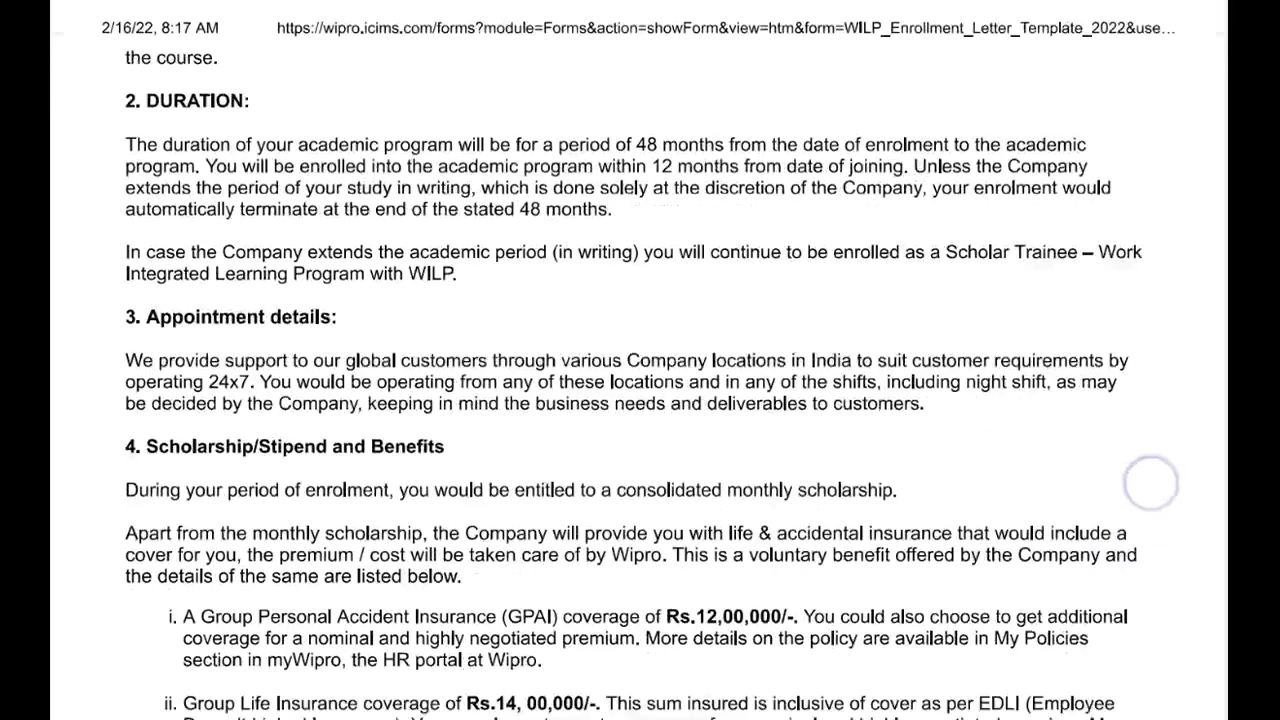 2/16/22, 8:17 AM
https://wipro.icims.com/forms?module=Forms&action=showForm&view=htm&form=WILP_Enrollment_Letter_Template_2022&use...
the course.
2. DURATION:
The duration of your academic program will be for a period of 48 months from the date of enrolment to the academic
program. You will be enrolled into the academic program within 12 months from date of joining. Unless the Company
extends the period of your study in writing, which is done solely at the discretion of the Company, your enrolment would
automatically terminate at the end of the stated 48 months.
In case the Company extends the academic period (in writing) you will continue to be enrolled as a Scholar Trainee – Work
Integrated Learning Program with WILP.
3. Appointment details:
We provide support to our global customers through various Company locations in India to suit customer requirements by
operating 24x7. You would be operating from any of these locations and in any of the shifts, including night shift, as may
be decided by the Company, keeping in mind the business needs and deliverables to customers.
4. Scholarship/Stipend and Benefits
During your period of enrolment, you would be entitled to a consolidated monthly scholarship.
Apart from the monthly scholarship, the Company will provide you with life & accidental insurance that would include a
cover for you, the premium / cost will be taken care of by Wipro. This is a voluntary benefit offered by the Company and
the details of the same are listed below.
i. A Group Personal Accident Insurance (GPAI) coverage of Rs.12,00,000/-. You could also choose to get additional
coverage for a nominal and highly negotiated premium. More details on the policy are available in My Policies
section in myWipro, the HR portal at Wipro.
ii. Group Life Insurance coverage of Rs.14, 00,000/-. This sum insured is inclusive of cover as per EDLI (Employee